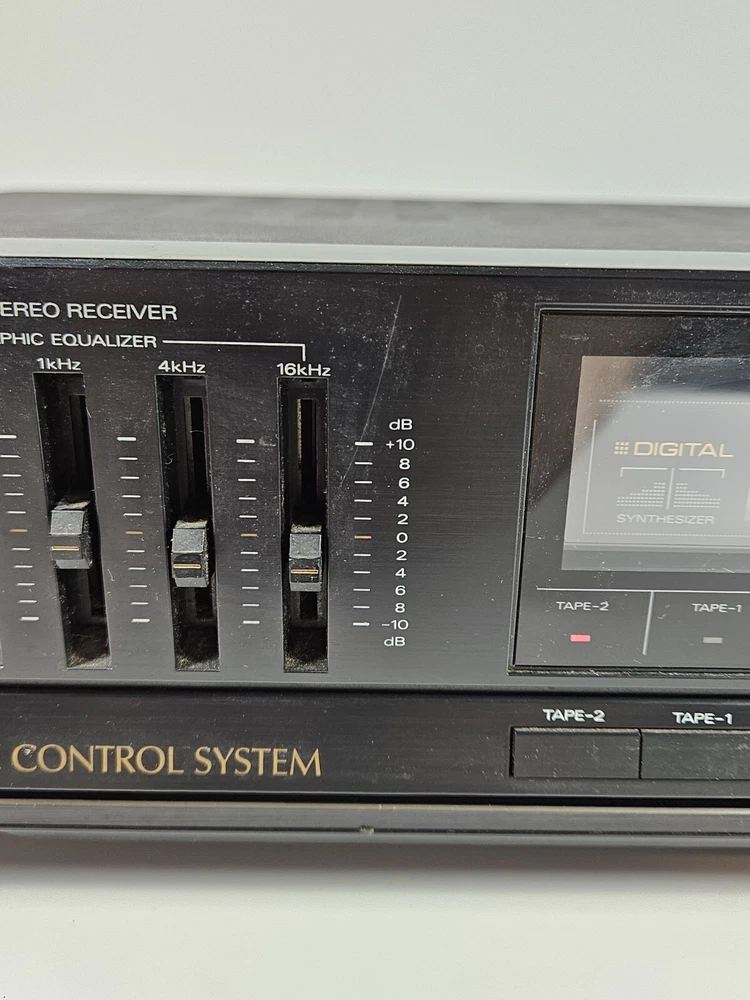 EREO RECEIVER
PHIC EQUALIZER
1kHz 4kHz 16kHz
dB
+10
8
6
4
2
0
2
4
6
8
-10
dB
DIGITAL
SYNTHESIZER
TAPE-2 TAPE-1
TAPE-2 TAPE-1
CONTROL SYSTEM